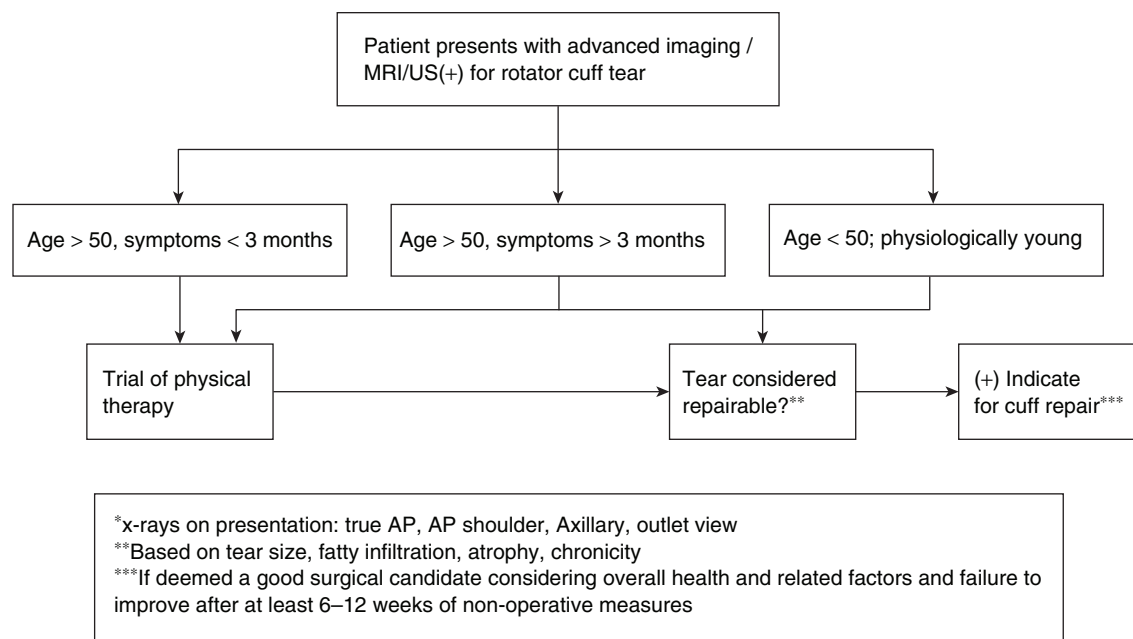 Patient presents with advanced imaging /
MRI/US(+) for rotator cuff tear
Age > 50, symptoms < 3 months
Age > 50, symptoms > 3 months
Age < 50; physiologically young
Trial of physical
therapy
Tear considered
repairable?**
(+) Indicate
for cuff repair***
*x-rays on presentation: true AP, AP shoulder, Axillary, outlet view
**Based on tear size, fatty infiltration, atrophy, chronicity
***If deemed a good surgical candidate considering overall health and related factors and failure to
improve after at least 6–12 weeks of non-operative measures